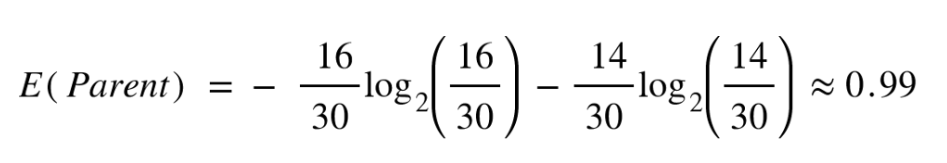 E( Parent) = − 16/30 log₂(16/30) − 14/30 log₂(14/30) ≈ 0.99